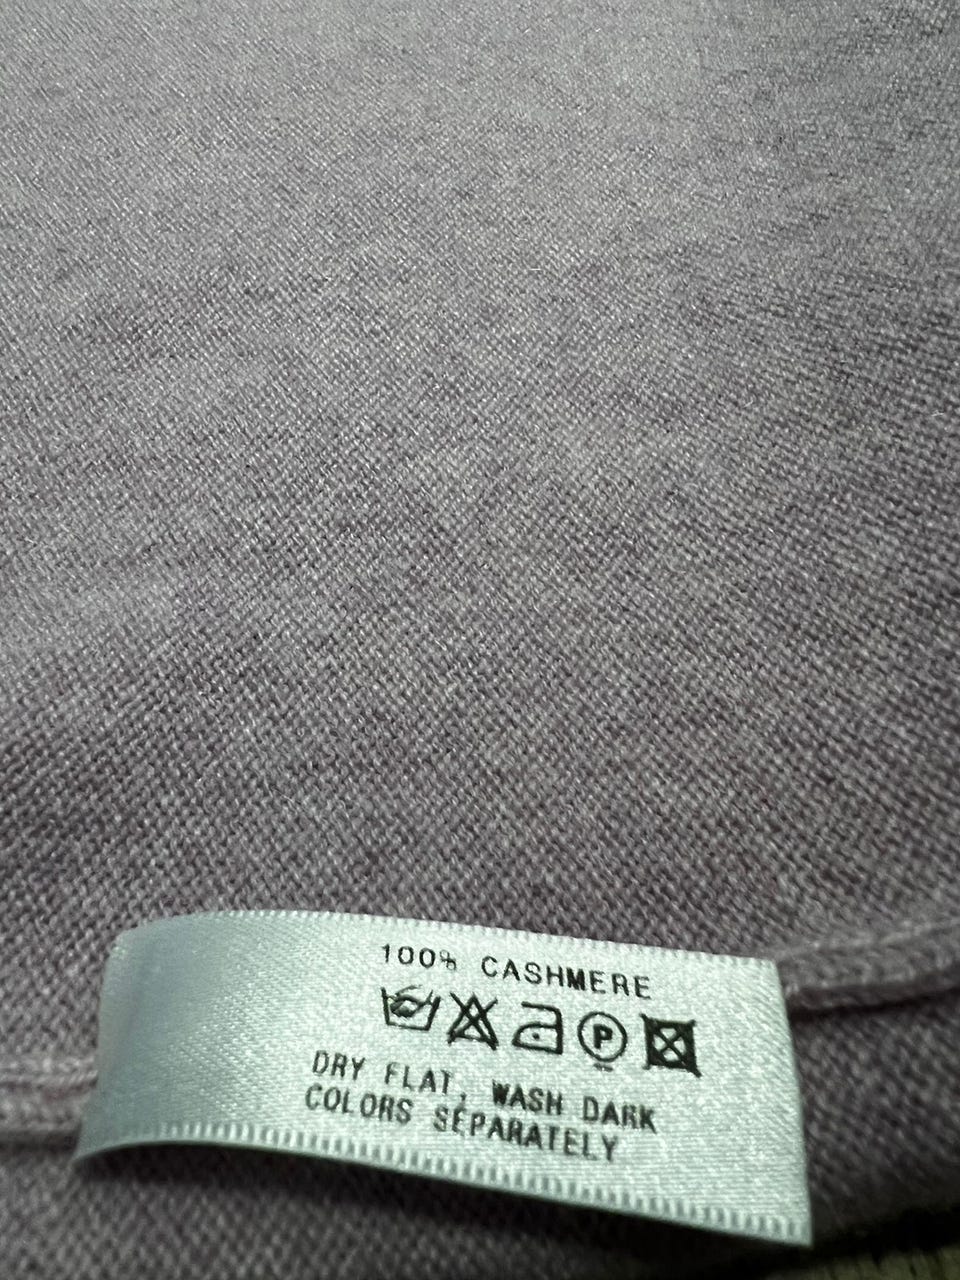 100% CASHMERE
P
DRY FLAT, WASH DARK
COLORS SEPARATELY